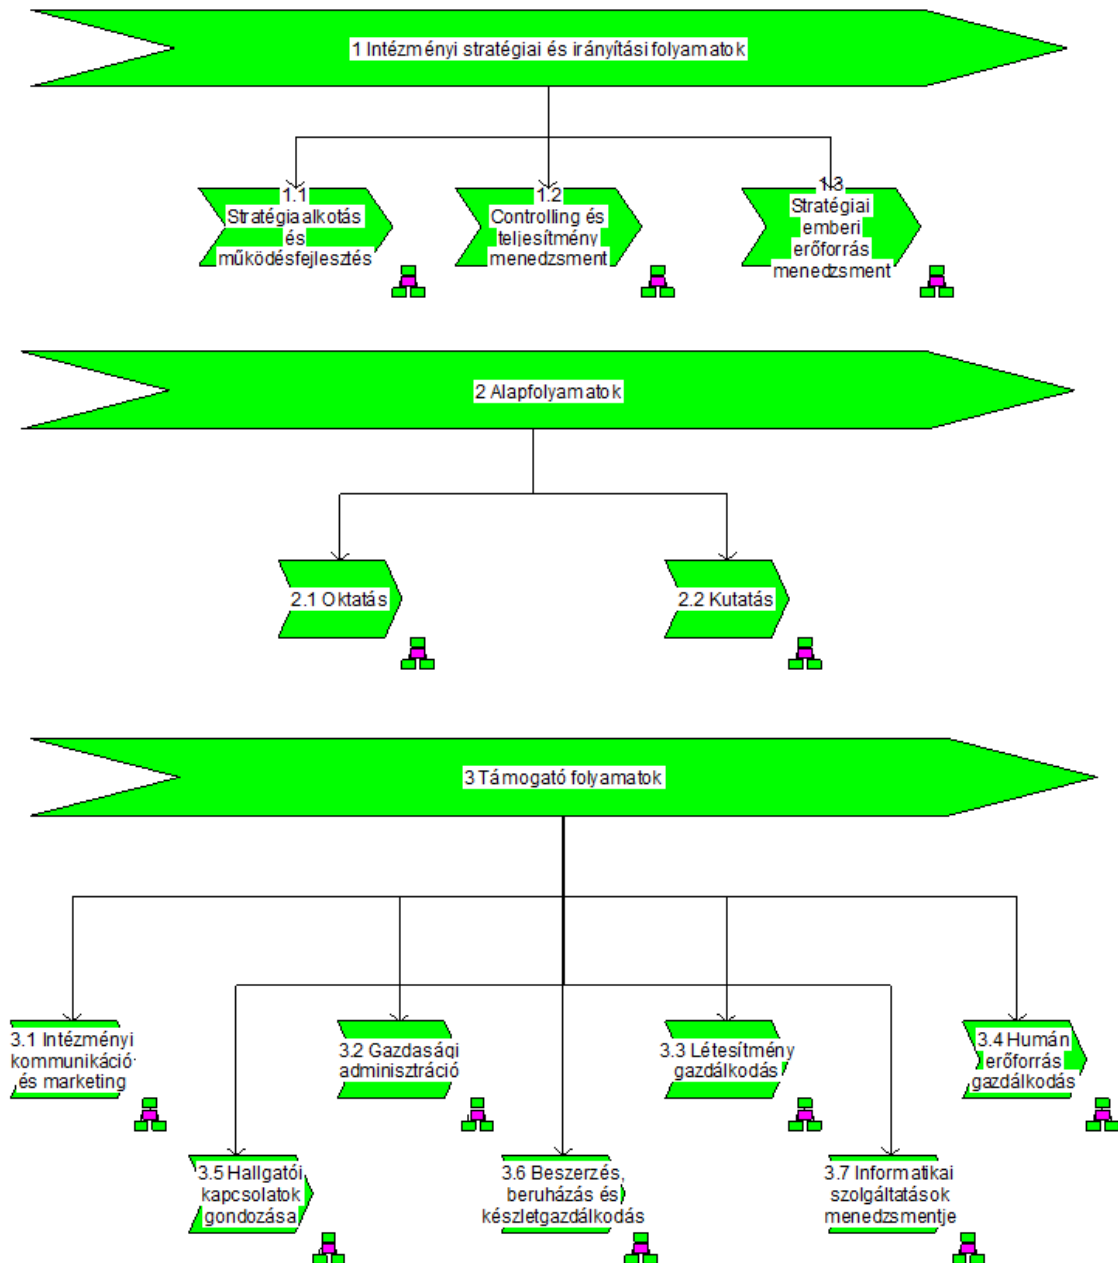 1 Intézményi stratégiai és irányítási folyamatok
1.1
Stratégiaalkotás
és
működésfejlesztés
1.2
Controlling és
teljesítmény
menedzsment
1.3
Stratégiai
emberi
erőforrás
menedzsment
2 Alapfolyamatok
2.1 Oktatás
2.2 Kutatás
3 Támogató folyamatok
3.1 Intézményi
kommunikáció
és marketing
3.2 Gazdasági
adminisztráció
3.3 Létesítmény
gazdálkodás
3.4 Humán
erőforrás
gazdálkodás
3.5 Hallgatói
kapcsolatok
gondozása
3.6 Beszerzés,
beruházás és
készletgazdálkodás
3.7 Informatikai
szolgáltatások
menedzsmentje